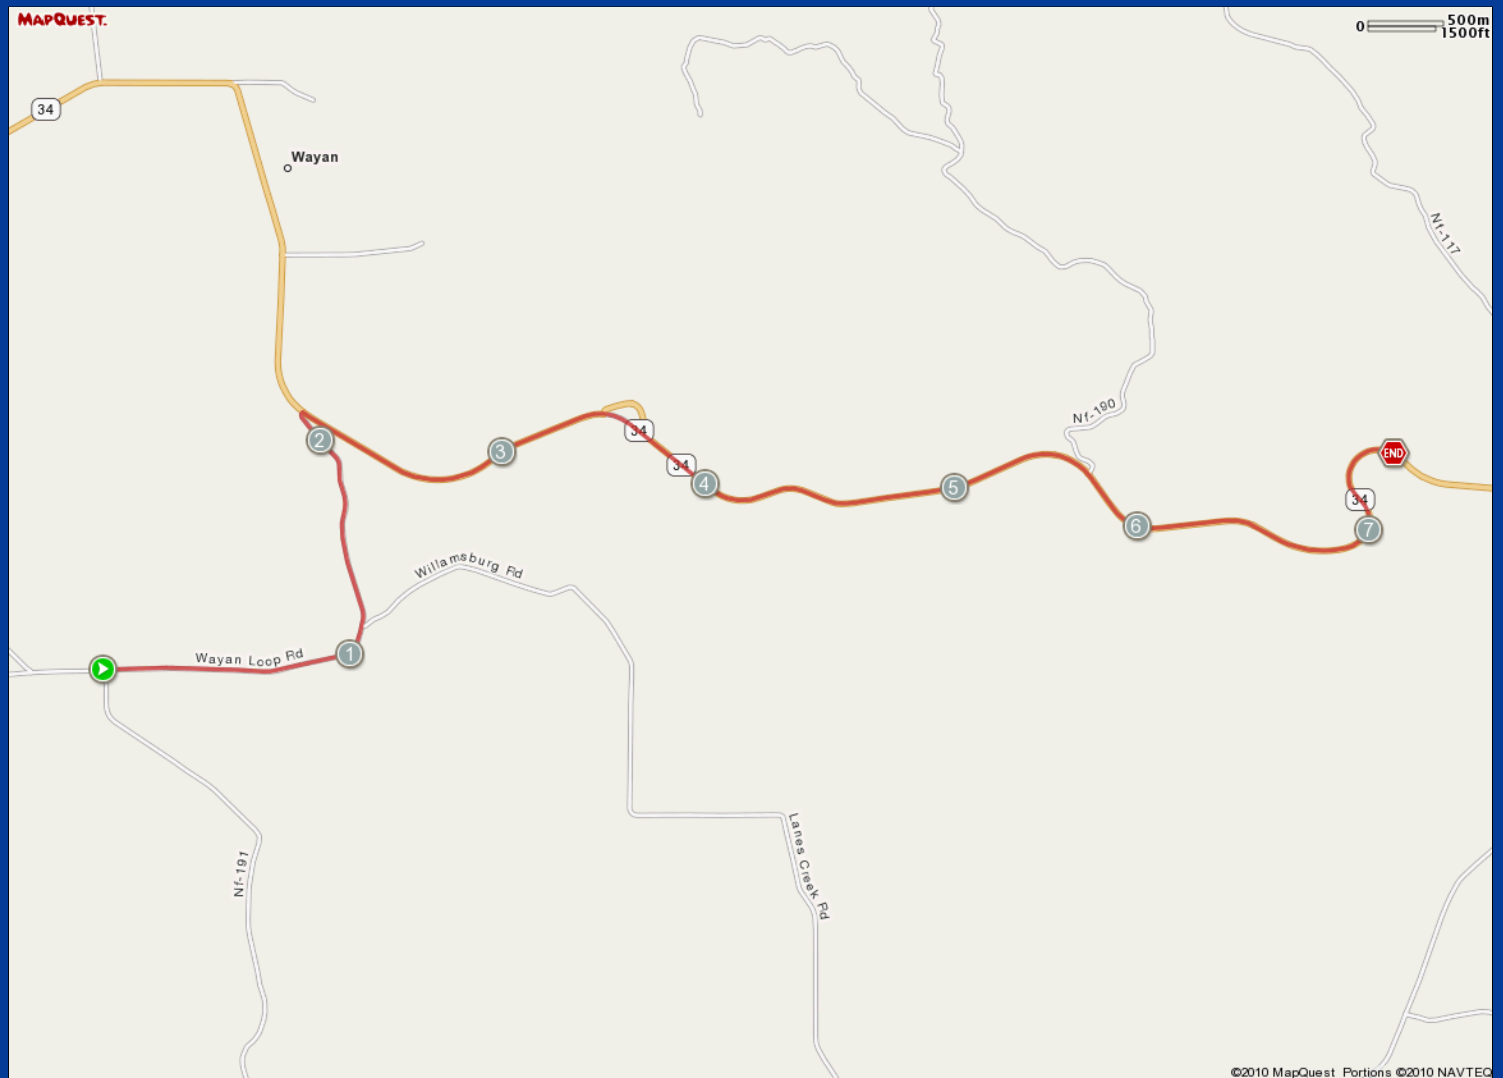 MAPQUEST.
0 500m
1500ft
34
Wayan
Nf-117
Nf-190
34
34
34
2
3
4
5
6
7
END
Willamsburg Rd
Wayan Loop Rd
1
Lanes Creek Rd
Nf-191
©2010 MapQuest Portions ©2010 NAVTEQ